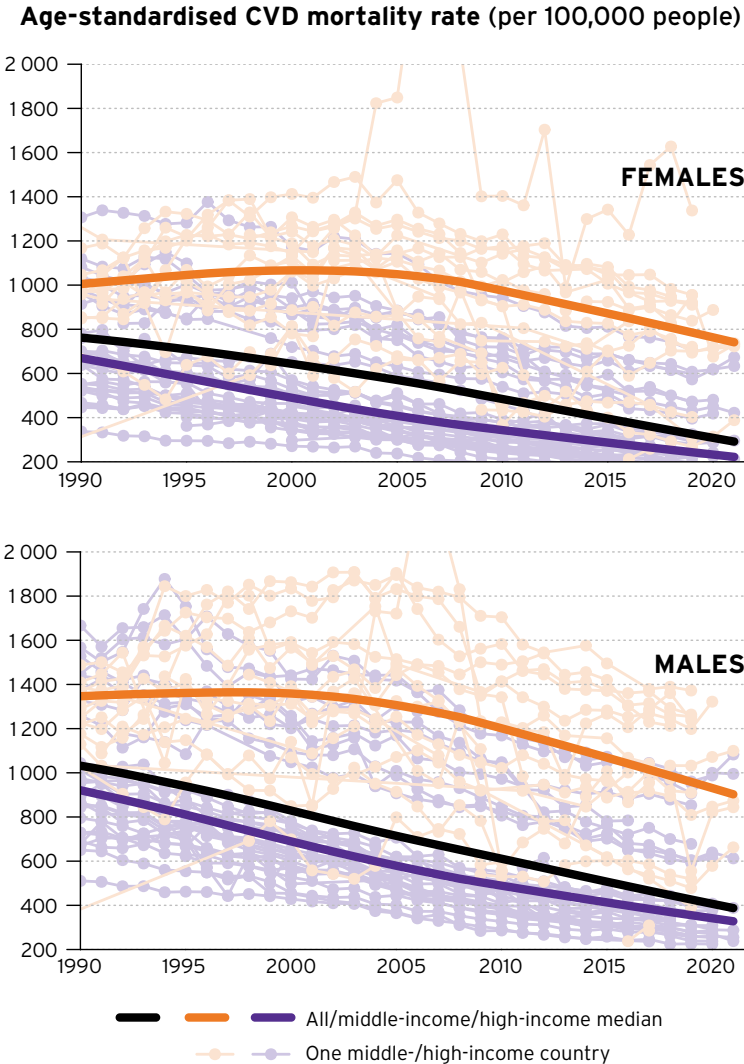 Age-standardised CVD mortality rate (per 100,000 people)
2 000
1 800
1 600
FEMALES
1 400
1 200
1 000
800
600
400
200
1990 1995 2000 2005 2010 2015 2020
2 000
1 800
1 600
MALES
1 400
1 200
1 000
800
600
400
200
1990 1995 2000 2005 2010 2015 2020
All/middle-income/high-income median
One middle-/high-income country